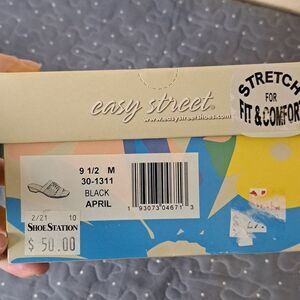 easy street®
www.easystreetshoes.com
STRETCH
FOR
FIT & COMFORT
9 1/2 M
30-1311
BLACK
APRIL
1 93073 04671 3
2/21 10
SHOE STATION
$ 50.00